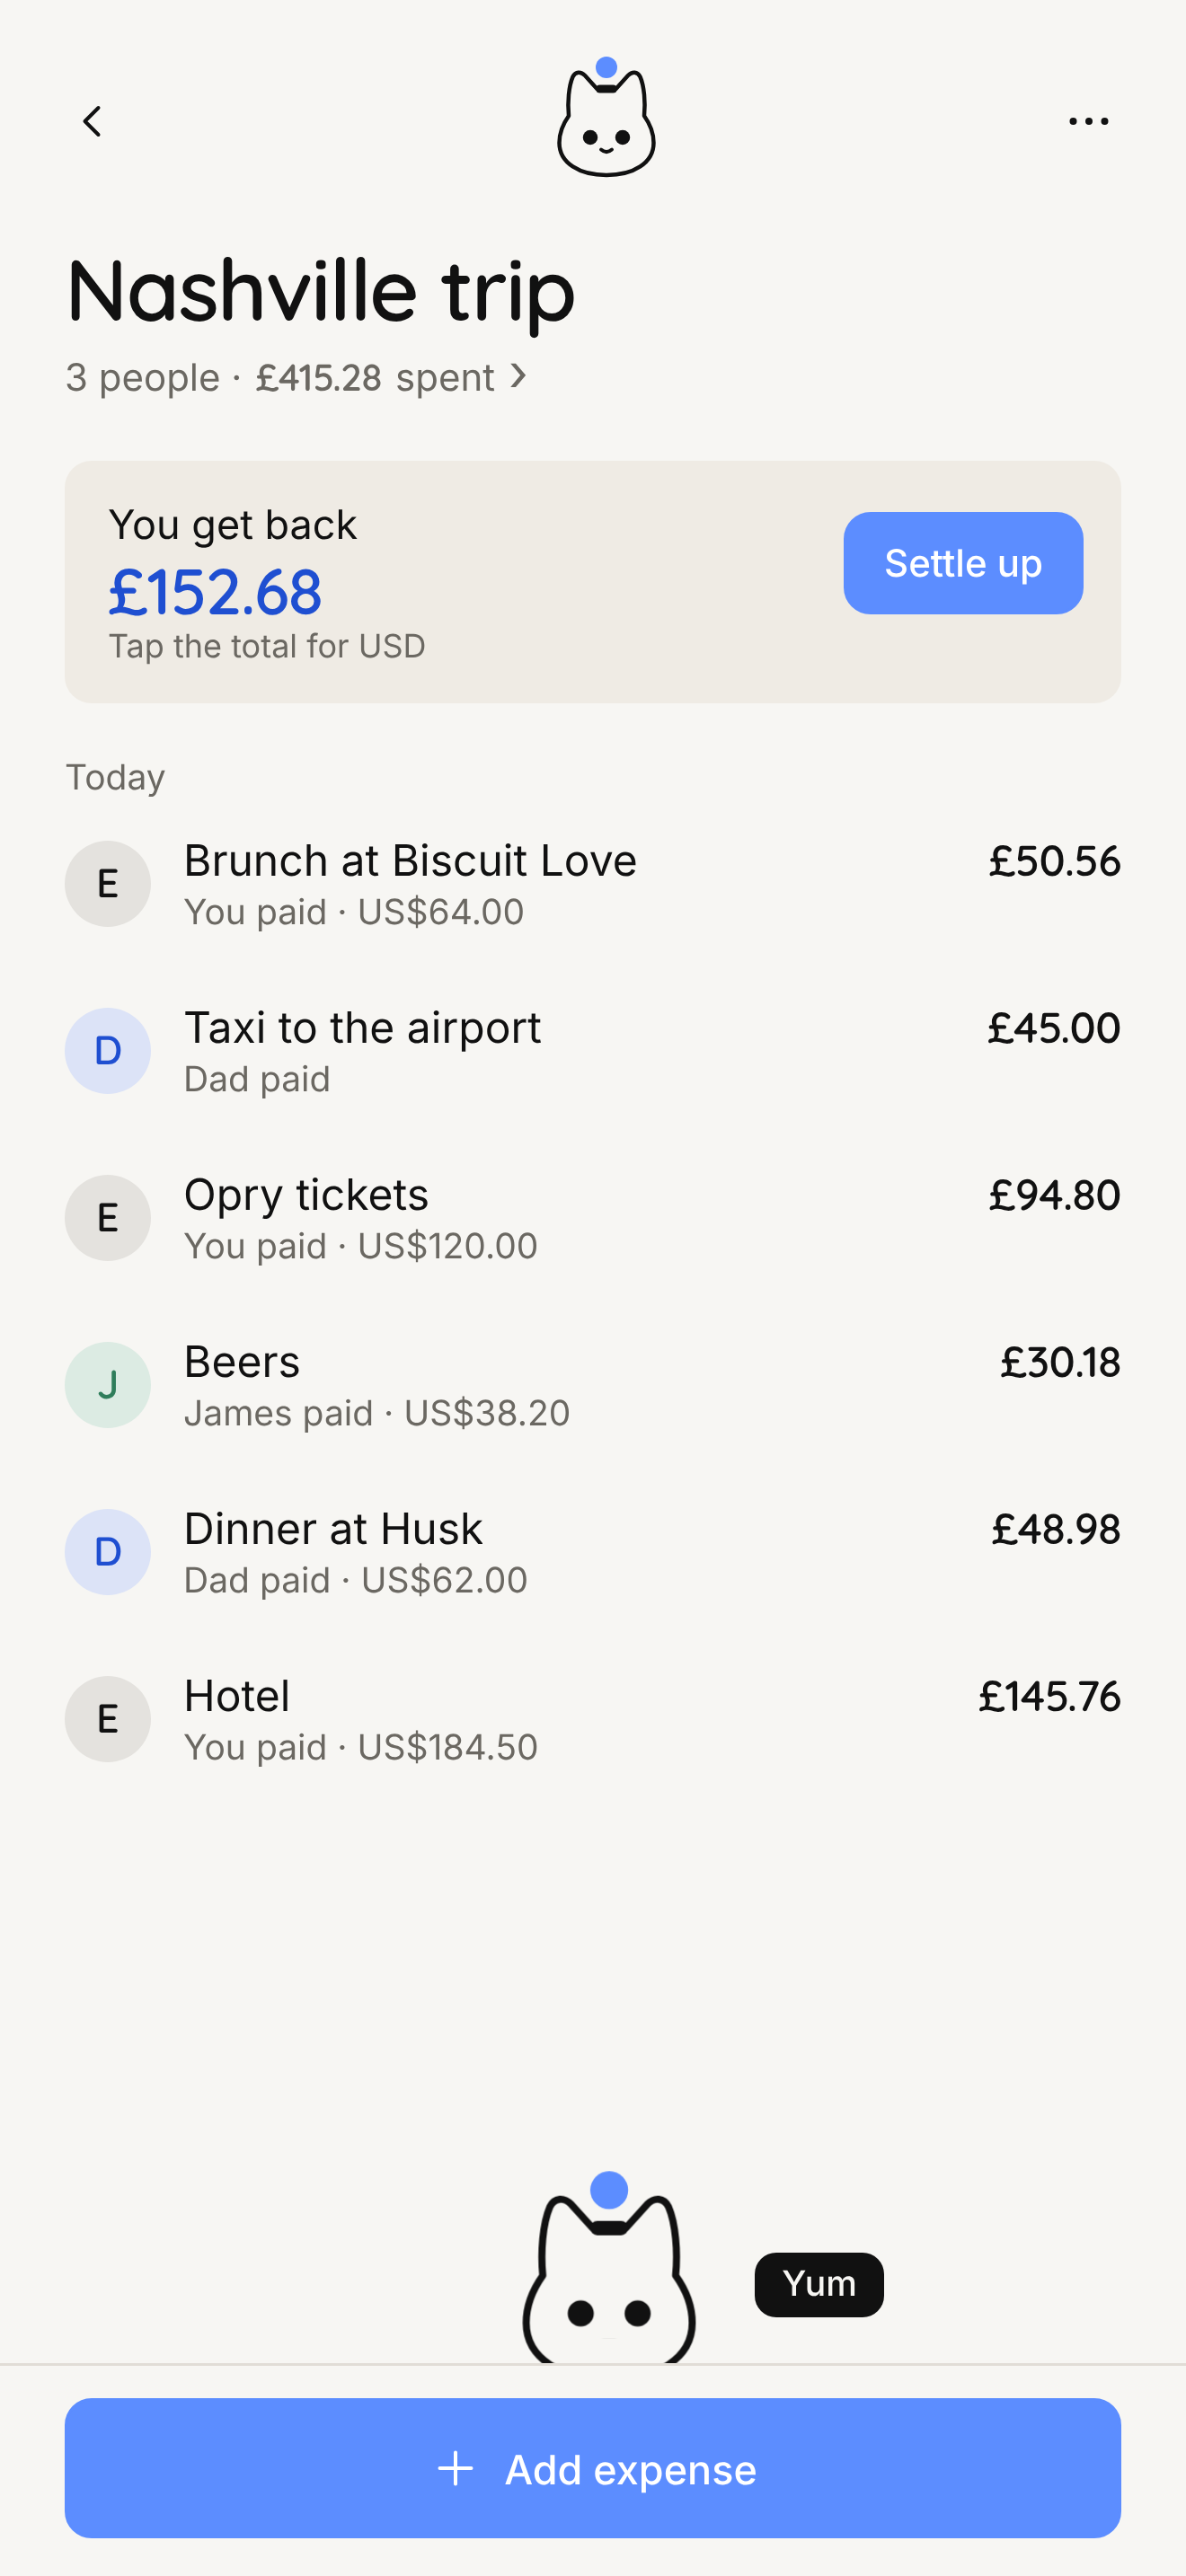 Nashville trip
3 people · £415.28 spent ›
You get back
£152.68
Tap the total for USD
Settle up
Today
E
Brunch at Biscuit Love
£50.56
You paid · US$64.00
D
Taxi to the airport
£45.00
Dad paid
E
Opry tickets
£94.80
You paid · US$120.00
J
Beers
£30.18
James paid · US$38.20
D
Dinner at Husk
£48.98
Dad paid · US$62.00
E
Hotel
£145.76
You paid · US$184.50
Yum
+ Add expense